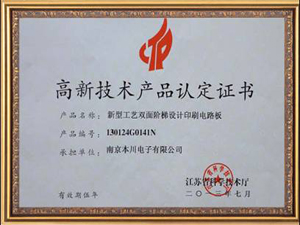 高新技术产品认定证书
产品名称： 新型工艺双面阶梯设计印刷电路板
产品编号： 130124G0141N
承担单位： 南京本川电子有限公司
江苏省科学技术厅
有效期伍年
二〇一三年七月